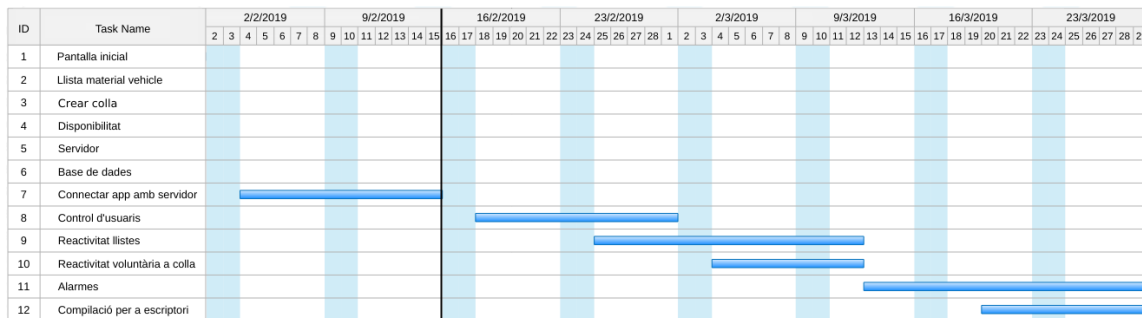 ID Task Name 2/2/2019 9/2/2019 16/2/2019 23/2/2019 2/3/2019 9/3/2019 16/3/2019 23/3/2019
2 3 4 5 6 7 8 9 10 11 12 13 14 15 16 17 18 19 20 21 22 23 24 25 26 27 28 1 2 3 4 5 6 7 8 9 10 11 12 13 14 15 16 17 18 19 20 21 22 23 24 25 26 27 28
1 Pantalla inicial
2 Llista material vehicle
3 Crear colla
4 Disponibilitat
5 Servidor
6 Base de dades
7 Connectar app amb servidor
8 Control d'usuaris
9 Reactivitat llistes
10 Reactivitat voluntària a colla
11 Alarmes
12 Compilació per a escriptori